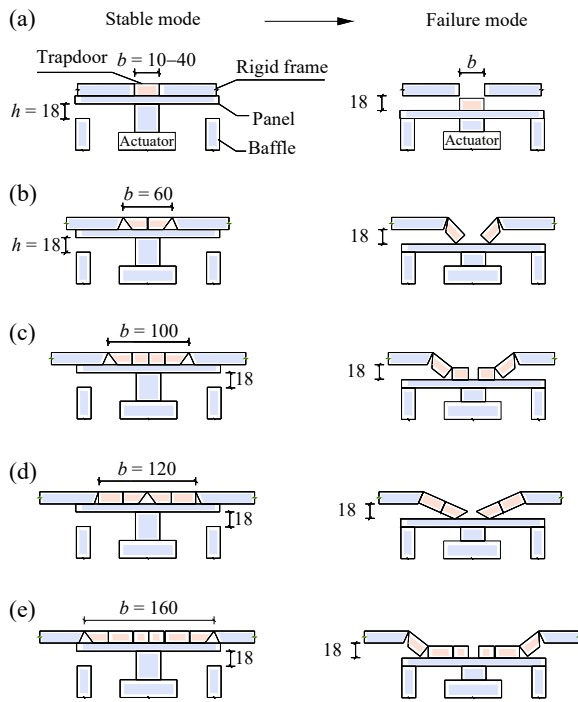 (a) Stable mode Failure mode
Trapdoor b = 10–40 b
Rigid frame
h = 18 Panel 18
Actuator Baffle Actuator
(b) b = 60
h = 18 18
(c) b = 100
18 18
(d) b = 120
18 18
(e) b = 160
18 18